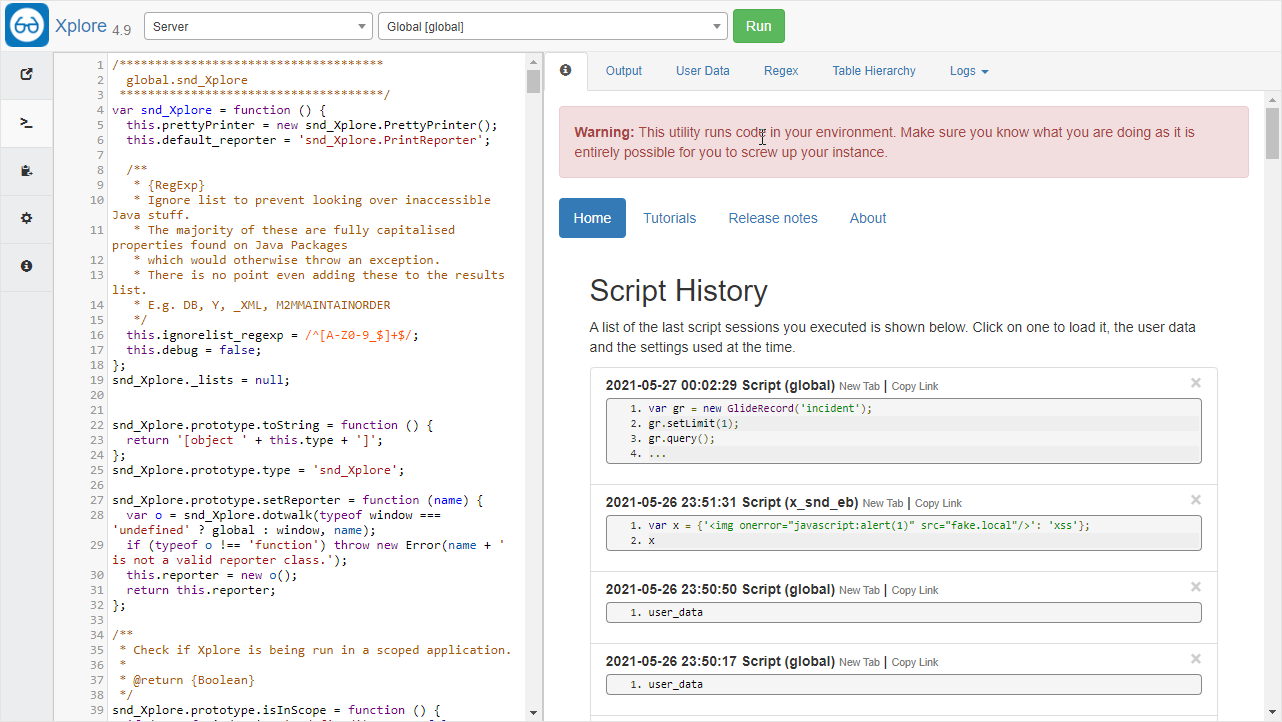 Xplore 4.9
Server
Global [global]
Run
1 /***************************************
2   global.snd_Xplore
3  ***************************************/
4 var snd_Xplore = function () {
5   this.prettyPrinter = new snd_Xplore.PrettyPrinter();
6   this.default_reporter = 'snd_Xplore.PrintReporter';
7
8   /**
9    * {RegExp}
10    * Ignore list to prevent looking over inaccessible
Java stuff.
11    * The majority of these are fully capitalised
properties found on Java Packages
12    * which would otherwise throw an exception.
13    * There is no point even adding these to the results
list.
14    * E.g. DB, Y, _XML, M2MMAINTAINORDER
15    */
16   this.ignorelist_regexp = /^[A-Z0-9_$]+$/;
17   this.debug = false;
18 };
19 snd_Xplore._lists = null;
20
21
22 snd_Xplore.prototype.toString = function () {
23   return '[object ' + this.type + ']';
24 };
25 snd_Xplore.prototype.type = 'snd_Xplore';
26
27 snd_Xplore.prototype.setReporter = function (name) {
28   var o = snd_Xplore.dotwalk(typeof window ===
'undefined' ? global : window, name);
29   if (typeof o !== 'function') throw new Error(name + '
is not a valid reporter class.');
30   this.reporter = new o();
31   return this.reporter;
32 };
33
34 /**
35  * Check if Xplore is being run in a scoped application.
36  *
37  * @return {Boolean}
38  */
39 snd_Xplore.prototype.isInScope = function () {
Output
User Data
Regex
Table Hierarchy
Logs
Warning: This utility runs code in your environment. Make sure you know what you are doing as it is
entirely possible for you to screw up your instance.
Home
Tutorials
Release notes
About
Script History
A list of the last script sessions you executed is shown below. Click on one to load it, the user data
and the settings used at the time.
2021-05-27 00:02:29 Script (global) New Tab | Copy Link ×
1. var gr = new GlideRecord('incident');
2. gr.setLimit(1);
3. gr.query();
4. ...
2021-05-26 23:51:31 Script (x_snd_eb) New Tab | Copy Link ×
1. var x = {'<img onerror="javascript:alert(1)" src="fake.local"/>': 'xss'};
2. x
2021-05-26 23:50:50 Script (global) New Tab | Copy Link ×
1. user_data
2021-05-26 23:50:17 Script (global) New Tab | Copy Link ×
1. user_data